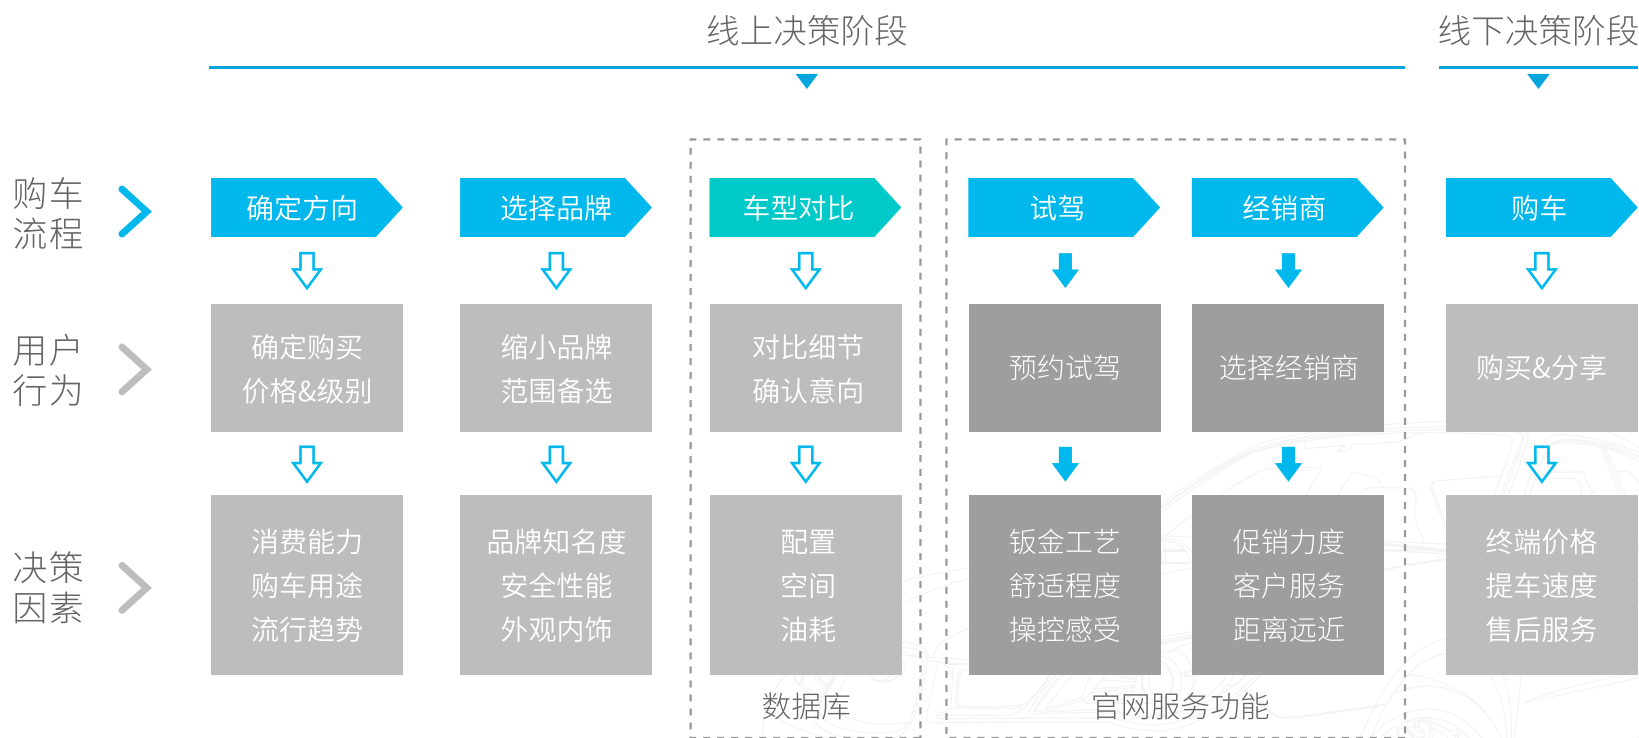 线上决策阶段
线下决策阶段
购车
流程
确定方向
选择品牌
车型对比
试驾
经销商
购车
用户
行为
确定购买
价格&级别
缩小品牌
范围备选
对比细节
确认意向
预约试驾
选择经销商
购买&分享
决策
因素
消费能力
购车用途
流行趋势
品牌知名度
安全性能
外观内饰
配置
空间
油耗
钣金工艺
舒适程度
操控感受
促销力度
客户服务
距离远近
终端价格
提车速度
售后服务
数据库
官网服务功能